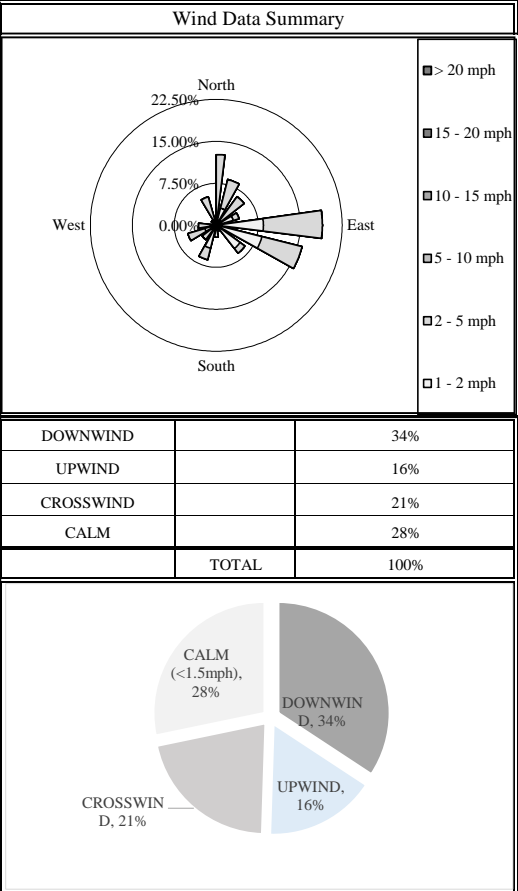 Wind Data Summary
North
22.50%
15.00%
7.50%
0.00%
West
East
South
> 20 mph
15 - 20 mph
10 - 15 mph
5 - 10 mph
2 - 5 mph
1 - 2 mph
DOWNWIND 34%
UPWIND 16%
CROSSWIND 21%
CALM 28%
TOTAL 100%
CALM
(<1.5mph),
28%
DOWNWIN
D, 34%
UPWIND,
16%
CROSSWIN
D, 21%